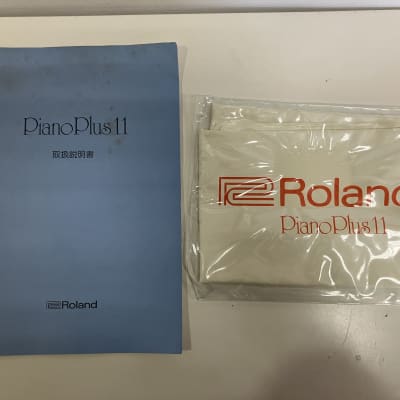 PianoPlus11
取扱説明書
Roland
Roland
PianoPlus11